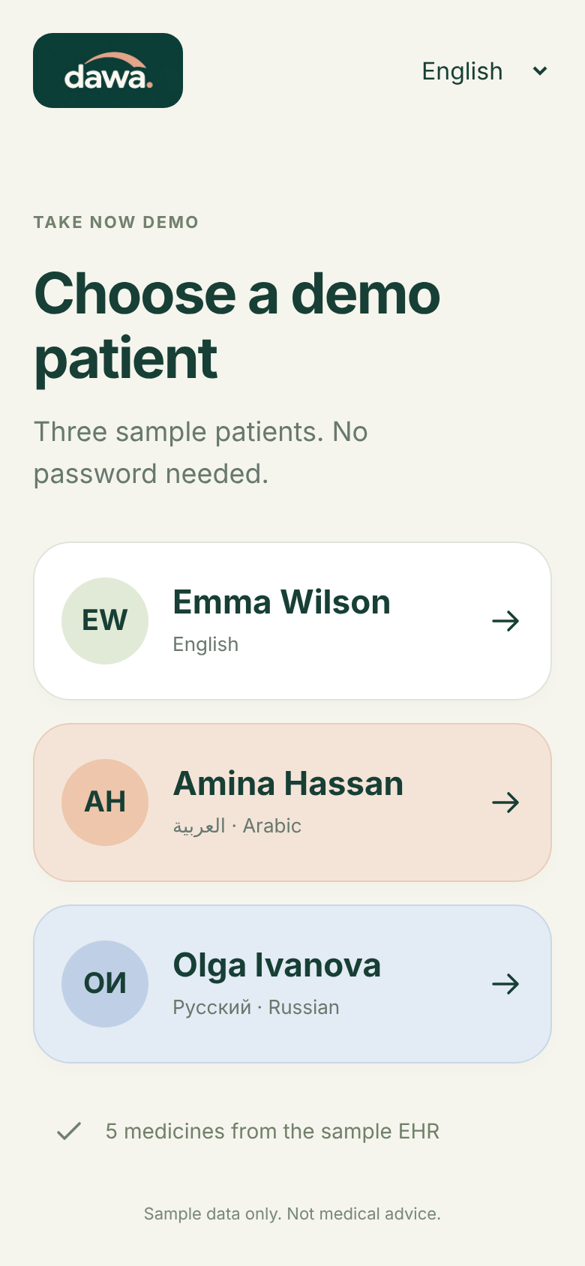 dawa.
English
TAKE NOW DEMO
Choose a demo
patient
Three sample patients. No
password needed.
EW
Emma Wilson
English
AH
Amina Hassan
العربية · Arabic
ОИ
Olga Ivanova
Русский · Russian
5 medicines from the sample EHR
Sample data only. Not medical advice.